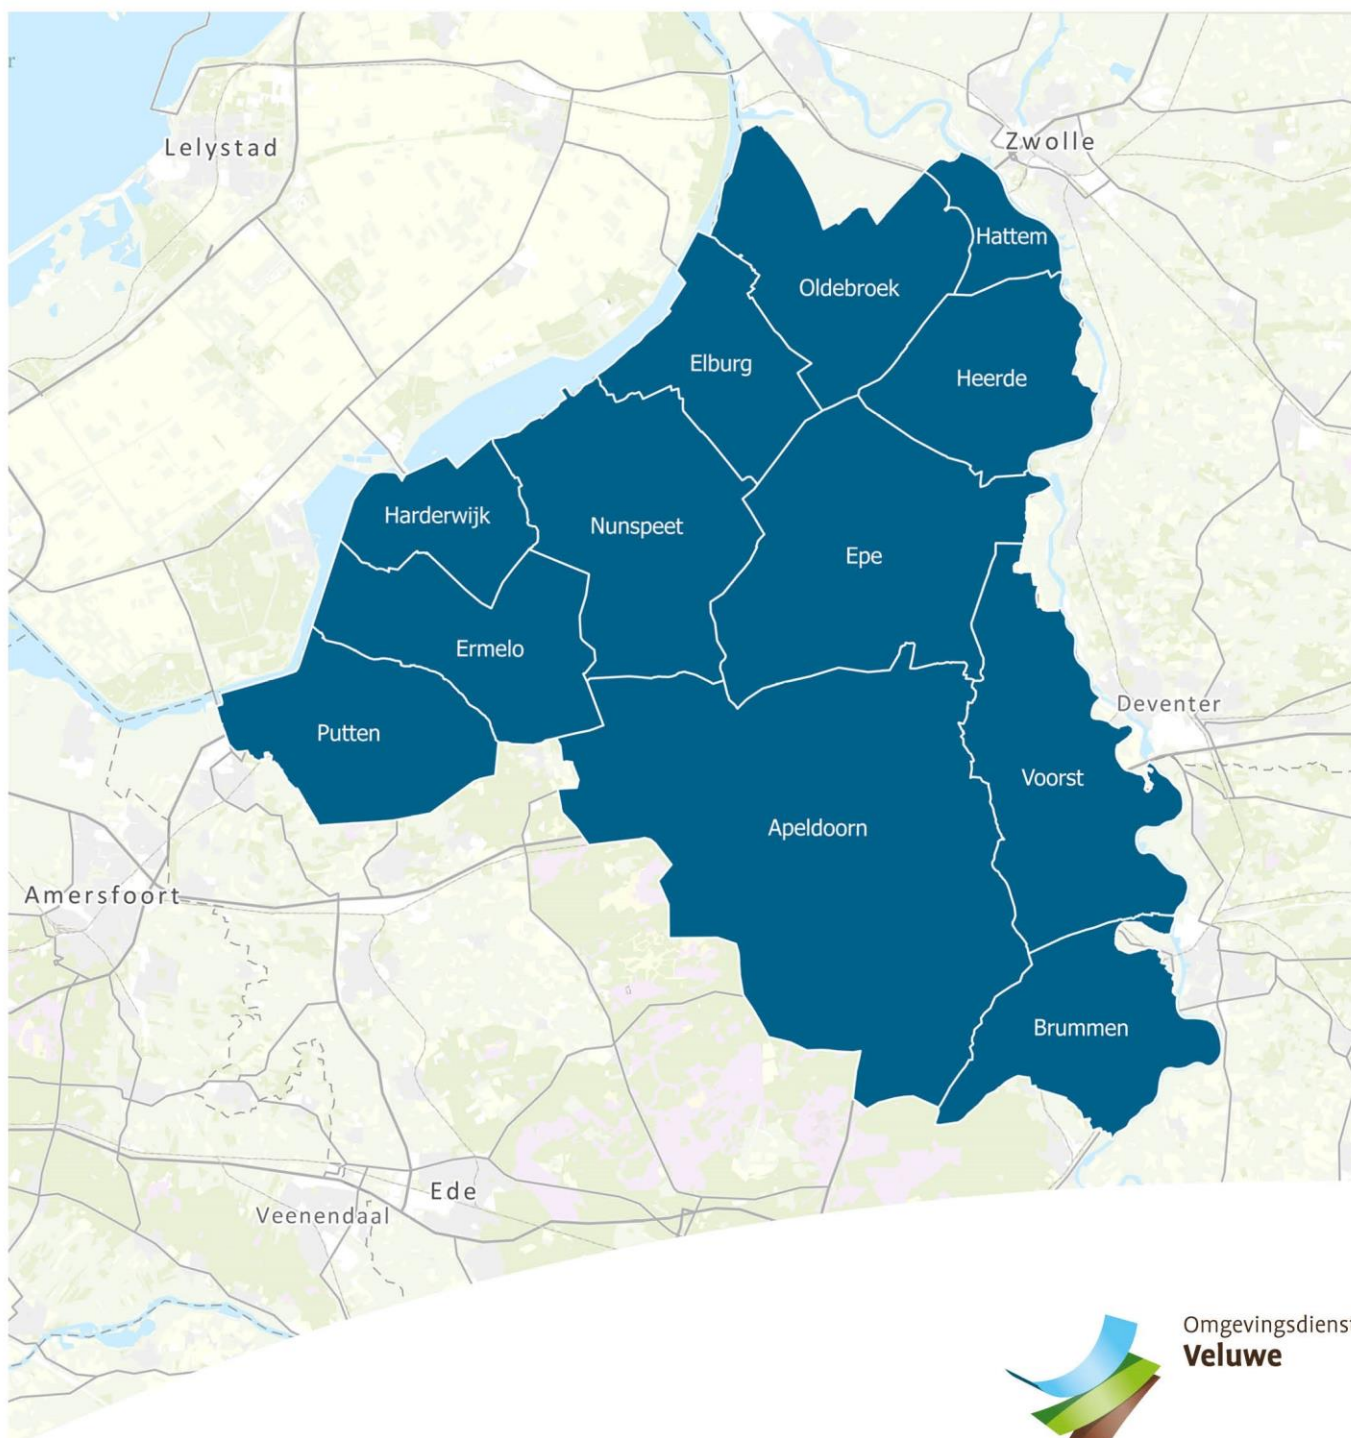 Lelystad
Zwolle
Hattem
Oldebroek
Elburg
Heerde
Harderwijk
Nunspeet
Epe
Ermelo
Deventer
Putten
Voorst
Apeldoorn
Amersfoort
Brummen
Ede
Veenendaal
Omgevingsdienst
Veluwe